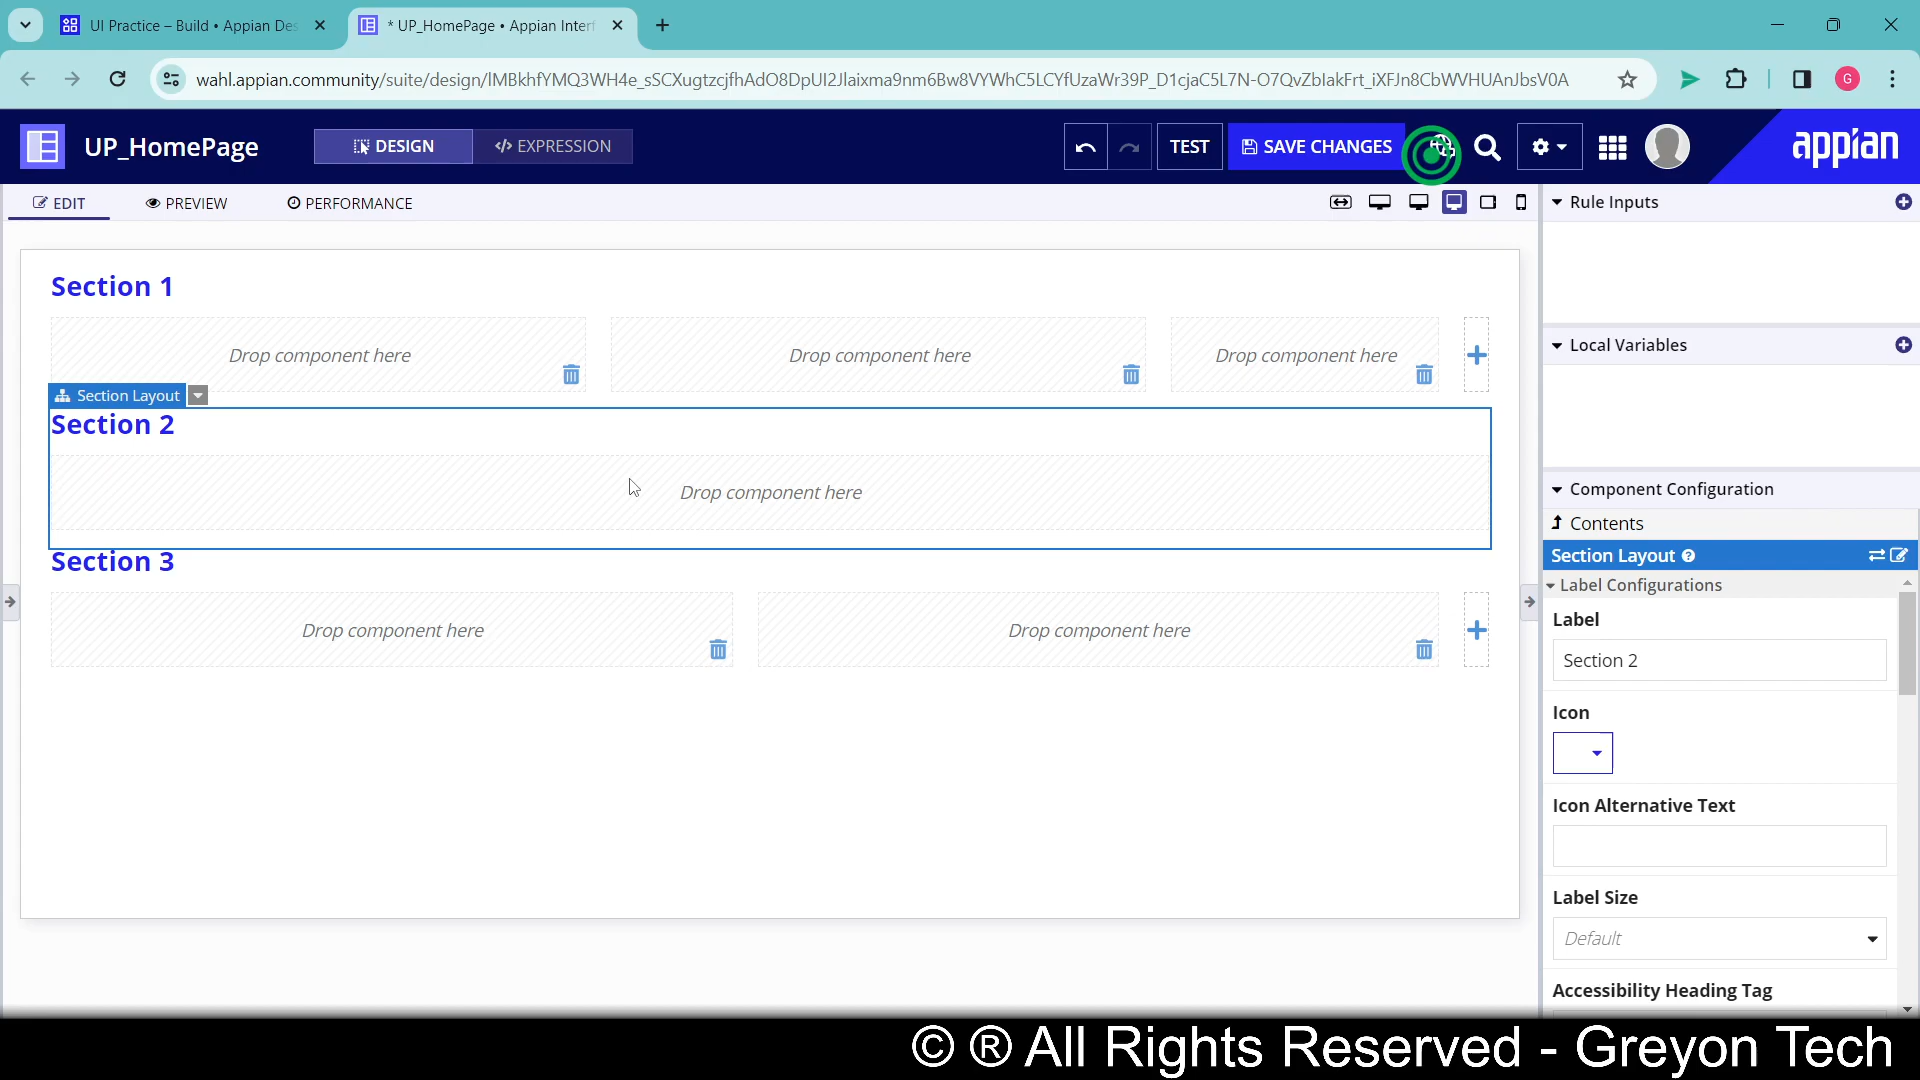 UI Practice – Build • Appian Des
* UP_HomePage • Appian Interf
wahl.appian.community/suite/design/lMBkhfYMQ3WH4e_sSCXugtzcjfhAdO8DpUI2Jlaixma9nm6Bw8VYWhC5LCYfUzaWr39P_D1cjaC5L7N-O7QvZblakFrt_iXFJn8CbWVHUAnJbsV0A
G
UP_HomePage
DESIGN
</> EXPRESSION
TEST
SAVE CHANGES
appian
EDIT
PREVIEW
PERFORMANCE
Rule Inputs
Section 1
Drop component here
Drop component here
Drop component here
Local Variables
Section Layout
Section 2
Drop component here
Section 3
Drop component here
Drop component here
Component Configuration
Contents
Section Layout
Label Configurations
Label
Section 2
Icon
Icon Alternative Text
Label Size
Default
Accessibility Heading Tag
© ® All Rights Reserved - Greyon Tech